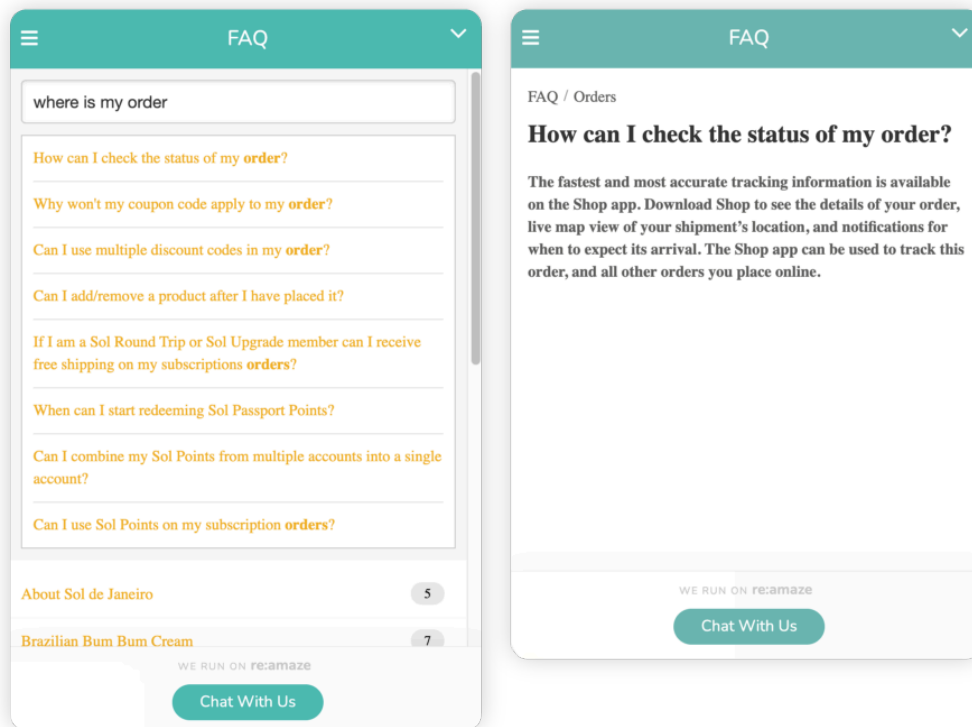 FAQ
where is my order
How can I check the status of my order?
Why won't my coupon code apply to my order?
Can I use multiple discount codes in my order?
Can I add/remove a product after I have placed it?
If I am a Sol Round Trip or Sol Upgrade member can I receive
free shipping on my subscriptions orders?
When can I start redeeming Sol Passport Points?
Can I combine my Sol Points from multiple accounts into a single
account?
Can I use Sol Points on my subscription orders?
About Sol de Janeiro 5
Brazilian Bum Bum Cream 7
WE RUN ON re:amaze
Chat With Us
FAQ
FAQ / Orders
How can I check the status of my order?
The fastest and most accurate tracking information is available
on the Shop app. Download Shop to see the details of your order,
live map view of your shipment’s location, and notifications for
when to expect its arrival. The Shop app can be used to track this
order, and all other orders you place online.
WE RUN ON re:amaze
Chat With Us